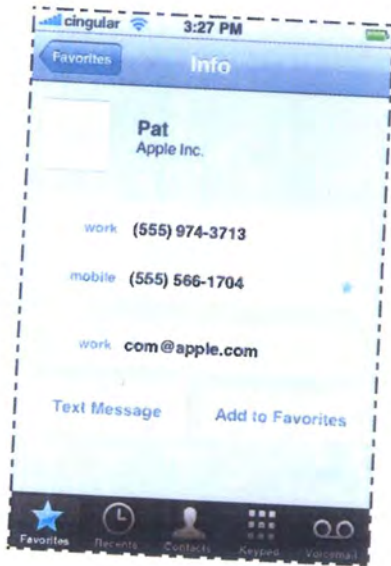 cingular 3:27 PM
Favorites Info
Pat
Apple Inc.
work (555) 974-3713
mobile (555) 566-1704
work com@apple.com
Text Message Add to Favorites
Favorites Recents Contacts Keypad Voicemail